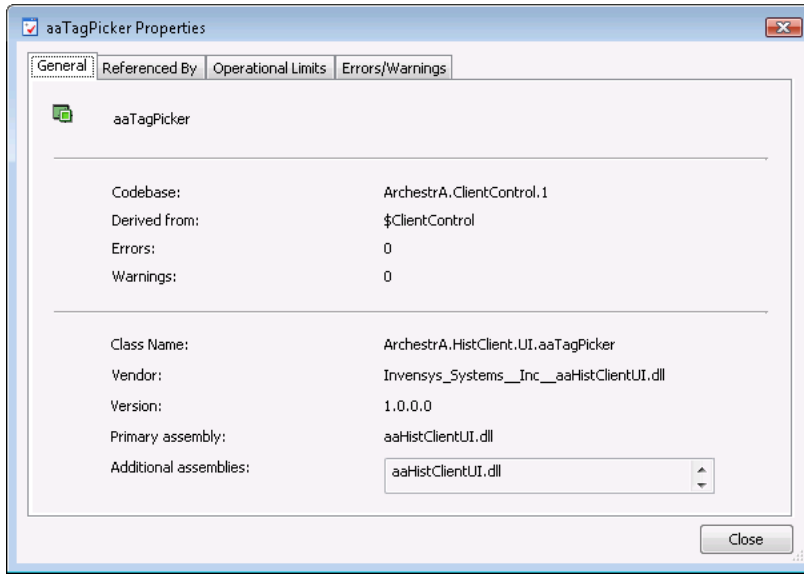 aaTagPicker Properties
General Referenced By Operational Limits Errors/Warnings
aaTagPicker
Codebase: ArchestrA.ClientControl.1
Derived from: $ClientControl
Errors: 0
Warnings: 0
Class Name: ArchestrA.HistClient.UI.aaTagPicker
Vendor: Invensys_Systems__Inc__aaHistClientUI.dll
Version: 1.0.0.0
Primary assembly: aaHistClientUI.dll
Additional assemblies: aaHistClientUI.dll
Close